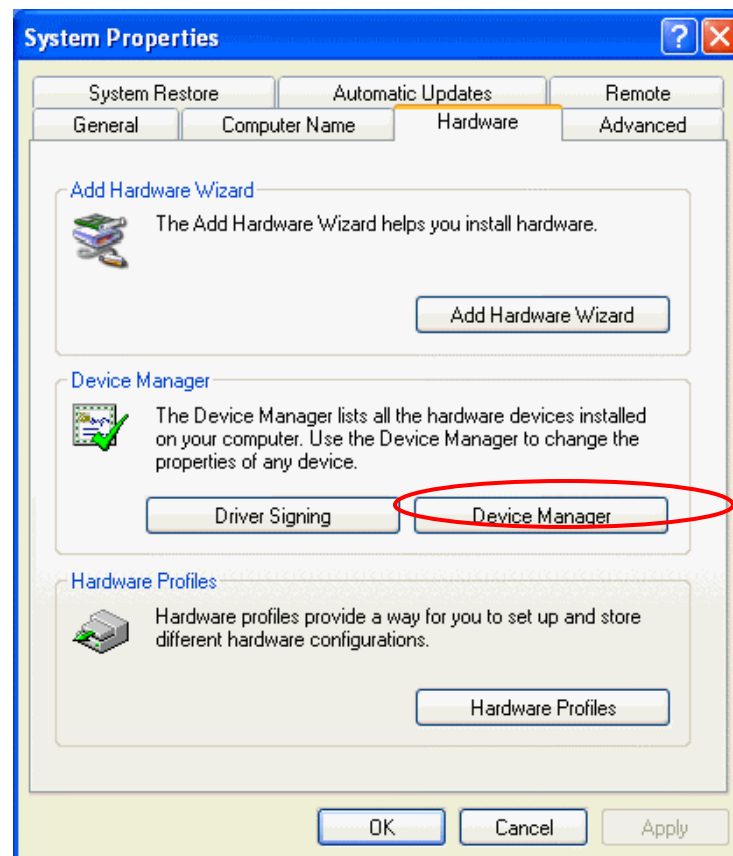 System Properties
System Restore Automatic Updates Remote
General Computer Name Hardware Advanced
Add Hardware Wizard
The Add Hardware Wizard helps you install hardware.
Add Hardware Wizard
Device Manager
The Device Manager lists all the hardware devices installed
on your computer. Use the Device Manager to change the
properties of any device.
Driver Signing Device Manager
Hardware Profiles
Hardware profiles provide a way for you to set up and store
different hardware configurations.
Hardware Profiles
OK Cancel Apply